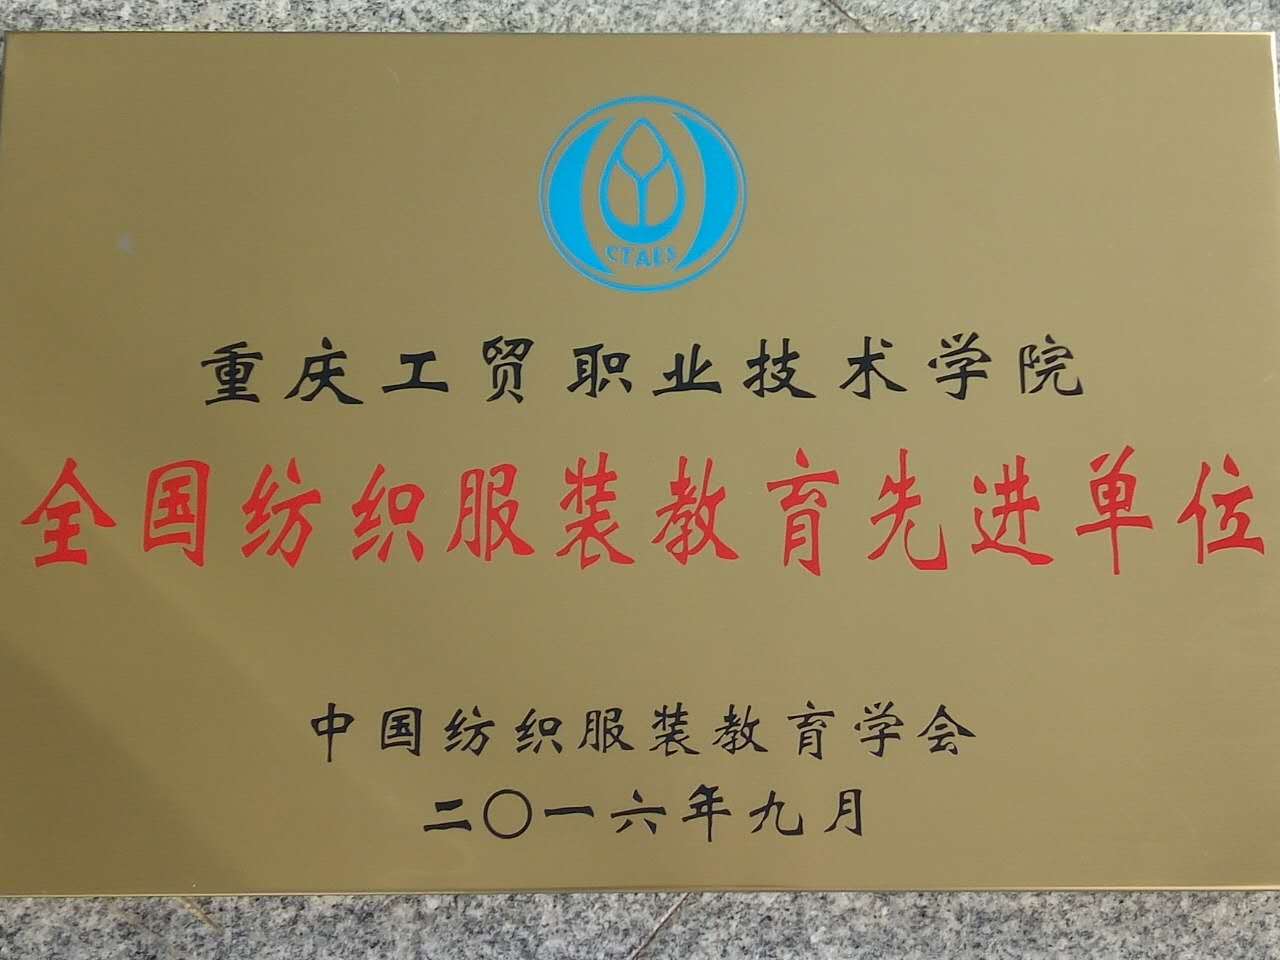 CTAES
重庆工贸职业技术学院
全国纺织服装教育先进单位
中国纺织服装教育学会
二〇一六年九月